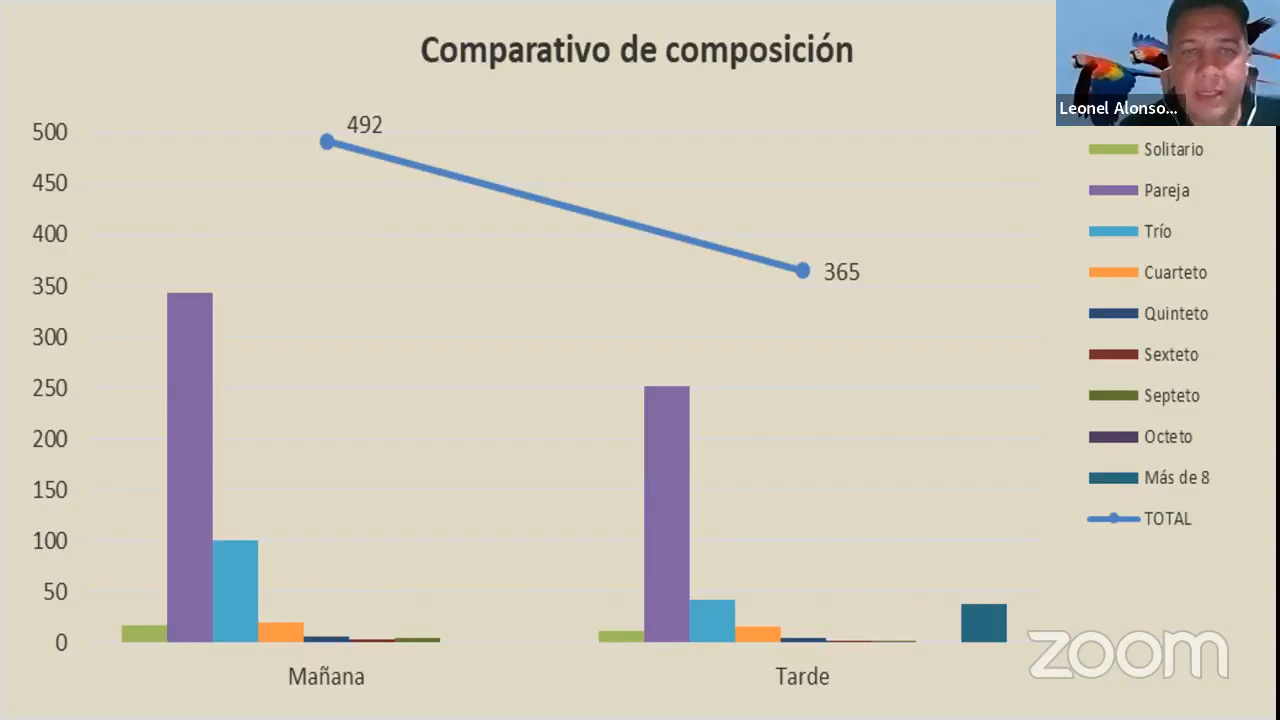 Comparativo de composición
Leonel Alonso...
500
450
400
350
300
250
200
150
100
50
0
492
365
Mañana
Tarde
Solitario
Pareja
Trío
Cuarteto
Quinteto
Sexteto
Septeto
Octeto
Más de 8
TOTAL
zoom